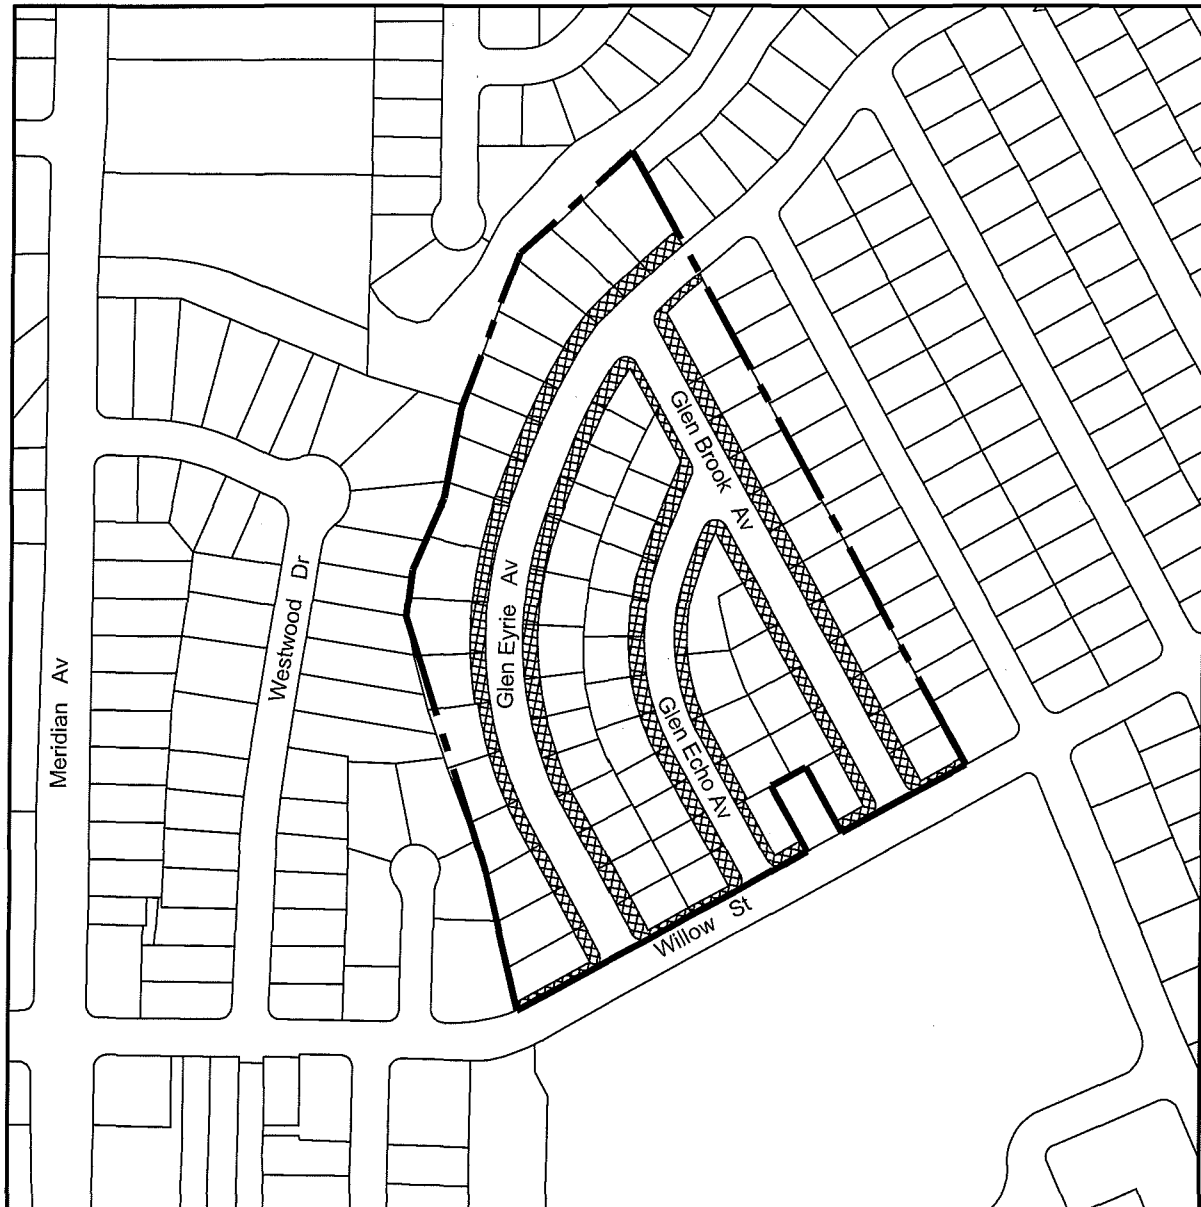 Glen Brook Av
Glen Eyrie Av
Westwood Dr
Meridian Av
Glen Echo Av
Willow St